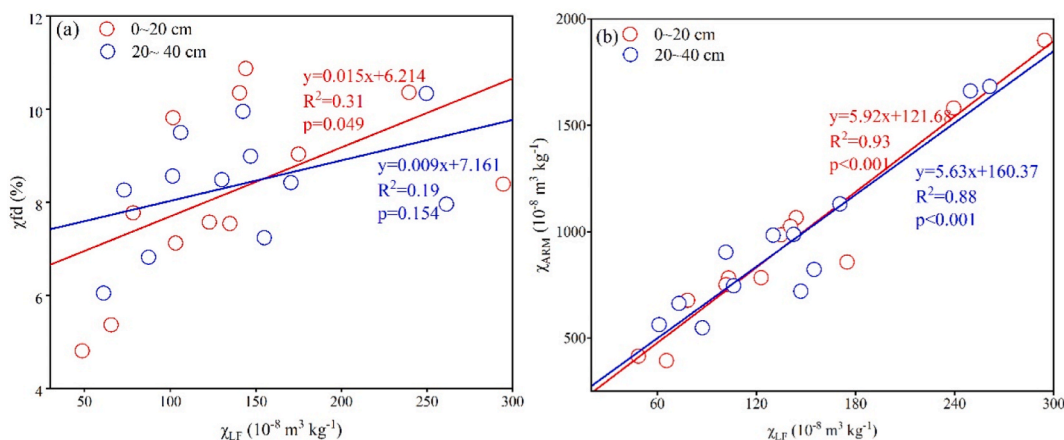 (a)
0~20 cm
20~ 40 cm
y=0.015x+6.214
R²=0.31
p=0.049
y=0.009x+7.161
R²=0.19
p=0.154
χfd (%)
12
10
8
6
4
50
100
150
200
250
300
χ_LF (10⁻⁸ m³ kg⁻¹)
(b)
0~20 cm
20~40 cm
y=5.92x+121.68
R²=0.93
p<0.001
y=5.63x+160.37
R²=0.88
p<0.001
χ_ARM (10⁻⁸ m³ kg⁻¹)
2000
1500
1000
500
60
120
180
240
300
χ_LF (10⁻⁸ m³ kg⁻¹)